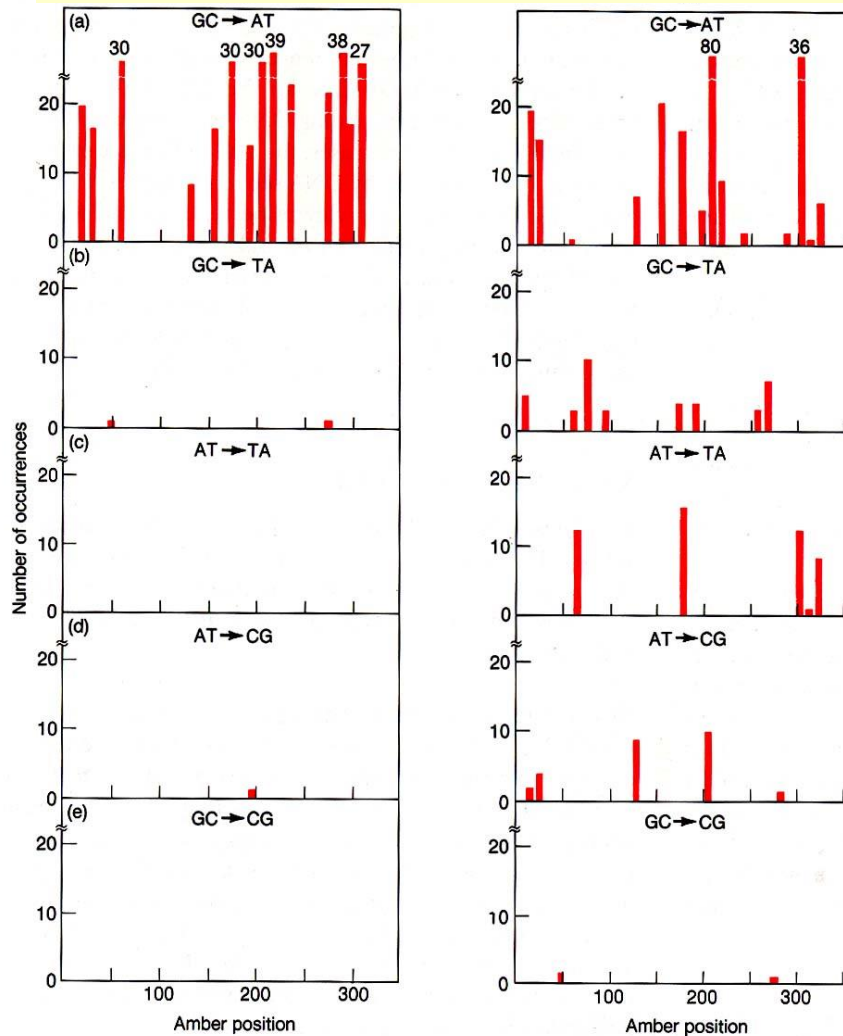 (a)
GC → AT
30
30
30
39
38
27
20
10
0
(b)
GC → TA
20
10
0
(c)
AT → TA
20
10
0
(d)
AT → CG
20
10
0
(e)
GC → CG
20
10
0
100
200
300
Amber position
Number of occurrences
GC → AT
80
36
20
10
0
GC → TA
20
10
0
AT → TA
20
10
0
AT → CG
20
10
0
GC → CG
20
10
0
100
200
300
Amber position